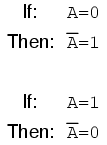 If: A=0
Then: A̅=1
If: A=1
Then: A̅=0